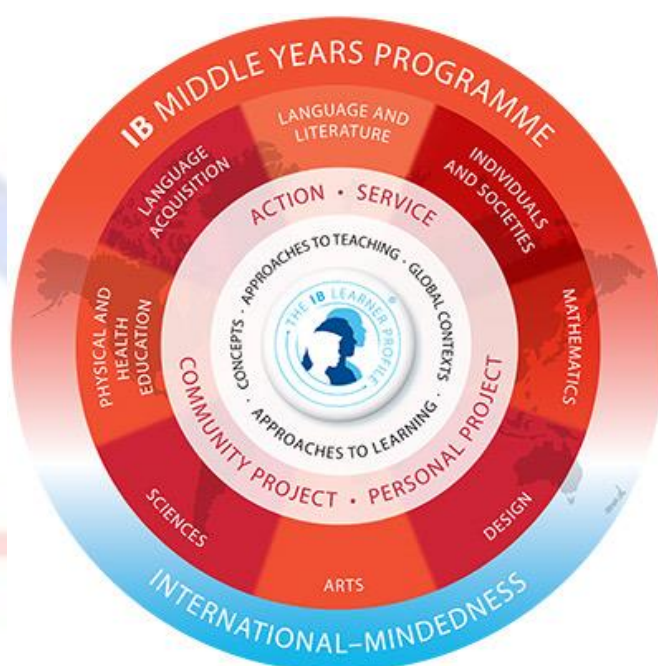 IB MIDDLE YEARS PROGRAMME
LANGUAGE AND
LITERATURE
LANGUAGE
ACQUISITION
INDIVIDUALS
AND SOCIETIES
PHYSICAL AND
HEALTH
EDUCATION
MATHEMATICS
SCIENCES
DESIGN
ARTS
ACTION • SERVICE
COMMUNITY PROJECT • PERSONAL PROJECT
APPROACHES TO TEACHING • GLOBAL CONTEXTS
CONCEPTS • APPROACHES TO LEARNING •
THE IB LEARNER PROFILE ®
INTERNATIONAL–MINDEDNESS